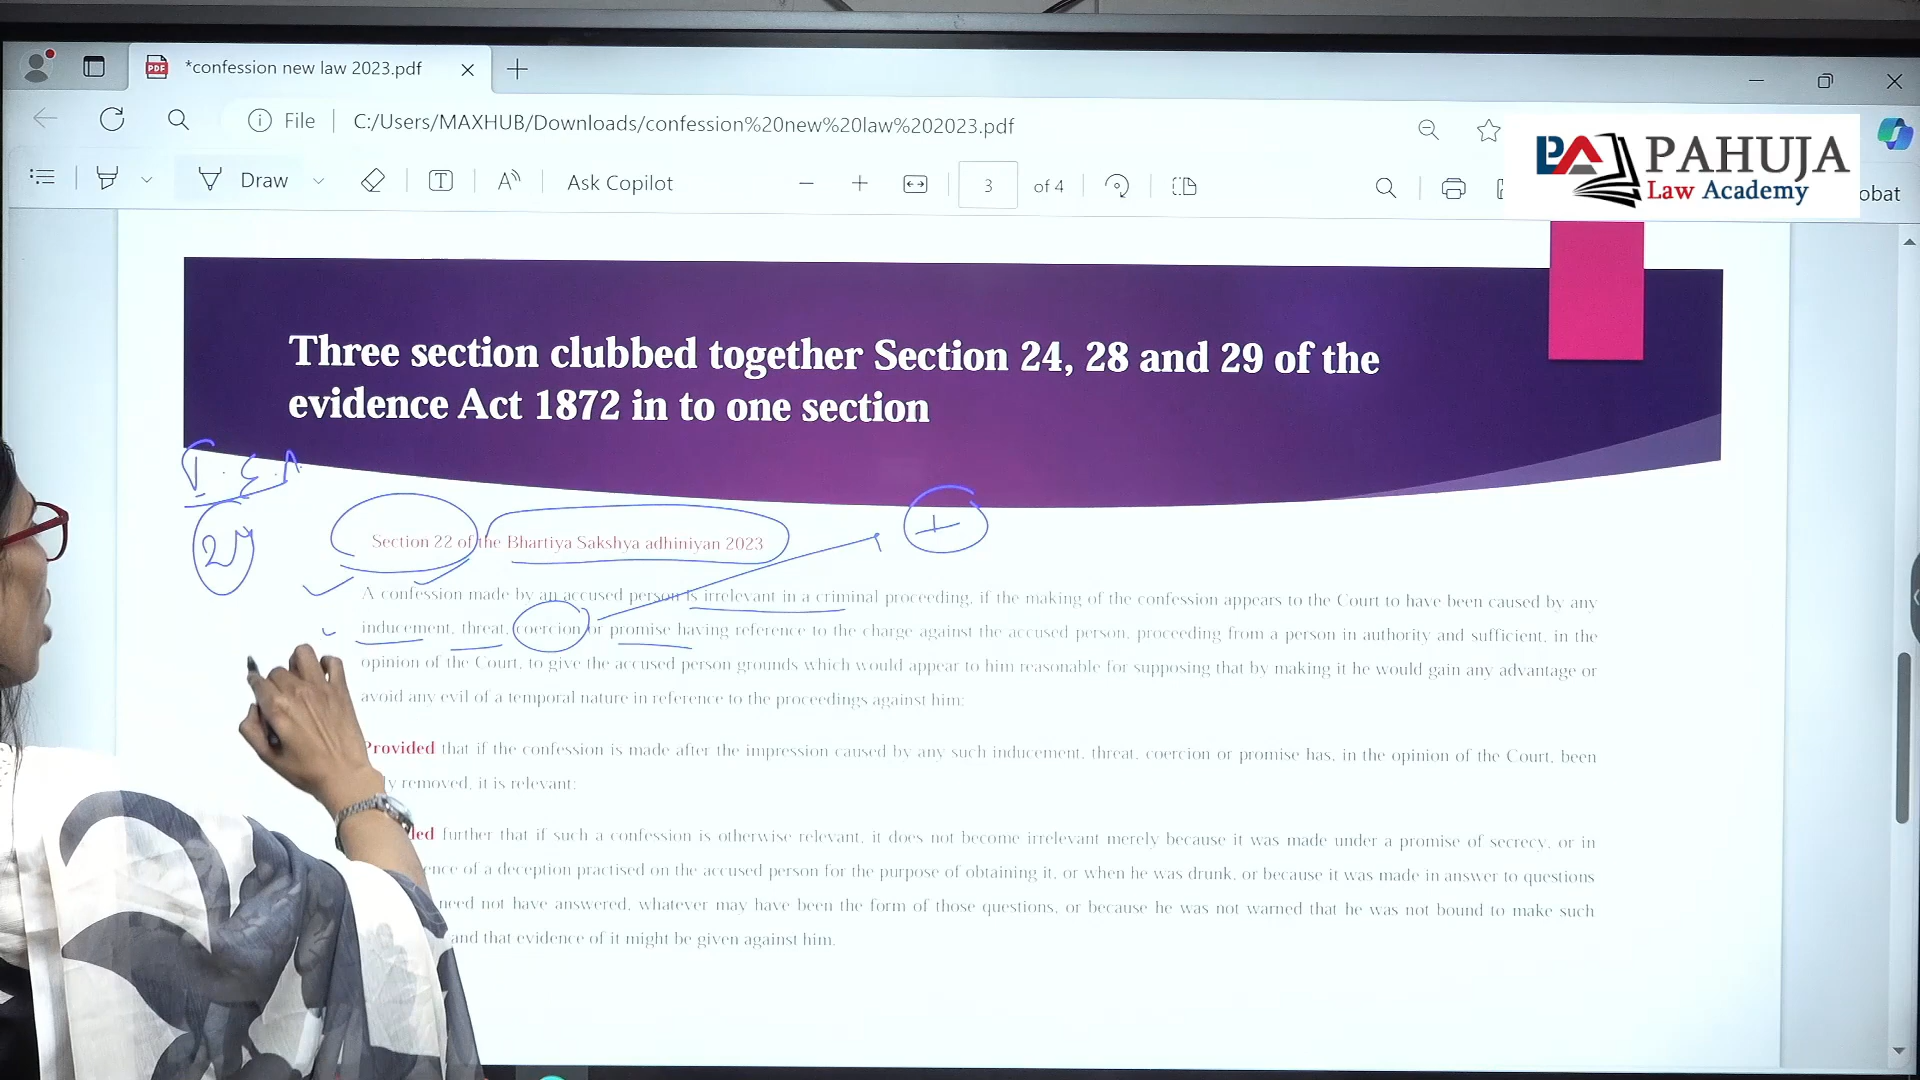 *confession new law 2023.pdf
File
C:/Users/MAXHUB/Downloads/confession%20new%20law%202023.pdf
PAHUJA
Law Academy
Draw
Ask Copilot
3 of 4
obat
Three section clubbed together Section 24, 28 and 29 of the
evidence Act 1872 in to one section
I.E.A.
24
+
Section 22 of the Bhartiya Sakshya adhiniyan 2023
A confession made by an accused person is irrelevant in a criminal proceeding, if the making of the confession appears to the Court to have been caused by any
inducement, threat, coercion or promise having reference to the charge against the accused person, proceeding from a person in authority and sufficient, in the
opinion of the Court, to give the accused person grounds which would appear to him reasonable for supposing that by making it he would gain any advantage or
avoid any evil of a temporal nature in reference to the proceedings against him:
Provided that if the confession is made after the impression caused by any such inducement, threat, coercion or promise has, in the opinion of the Court, been
ly removed, it is relevant:
ded further that if such a confession is otherwise relevant, it does not become irrelevant merely because it was made under a promise of secrecy, or in
ence of a deception practised on the accused person for the purpose of obtaining it, or when he was drunk, or because it was made in answer to questions
need not have answered, whatever may have been the form of those questions, or because he was not warned that he was not bound to make such
and that evidence of it might be given against him.